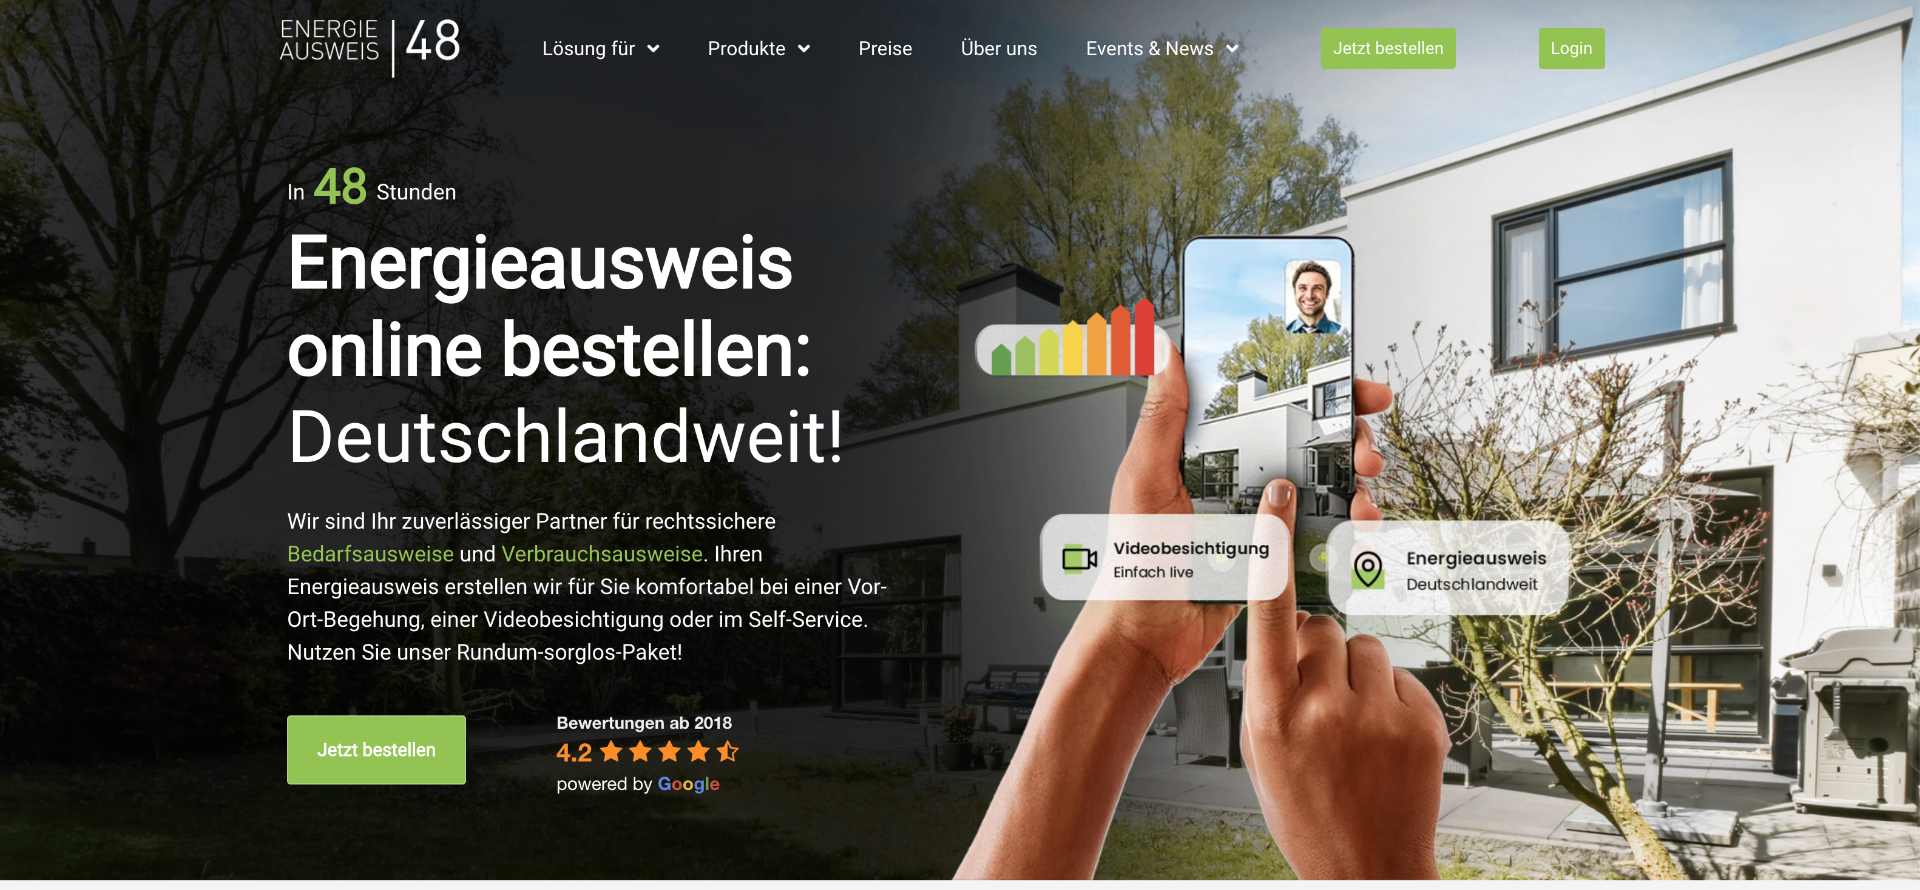 ENERGIE
AUSWEIS
48
Lösung für
Produkte
Preise
Über uns
Events & News
Jetzt bestellen
Login
In 48 Stunden
Energieausweis
online bestellen:
Deutschlandweit!
Wir sind Ihr zuverlässiger Partner für rechtssichere
Bedarfsausweise und Verbrauchsausweise. Ihren
Energieausweis erstellen wir für Sie komfortabel bei einer Vor-
Ort-Begehung, einer Videobesichtigung oder im Self-Service.
Nutzen Sie unser Rundum-sorglos-Paket!
Jetzt bestellen
Bewertungen ab 2018
4.2
powered by Google
Videobesichtigung
Einfach live
Energieausweis
Deutschlandweit